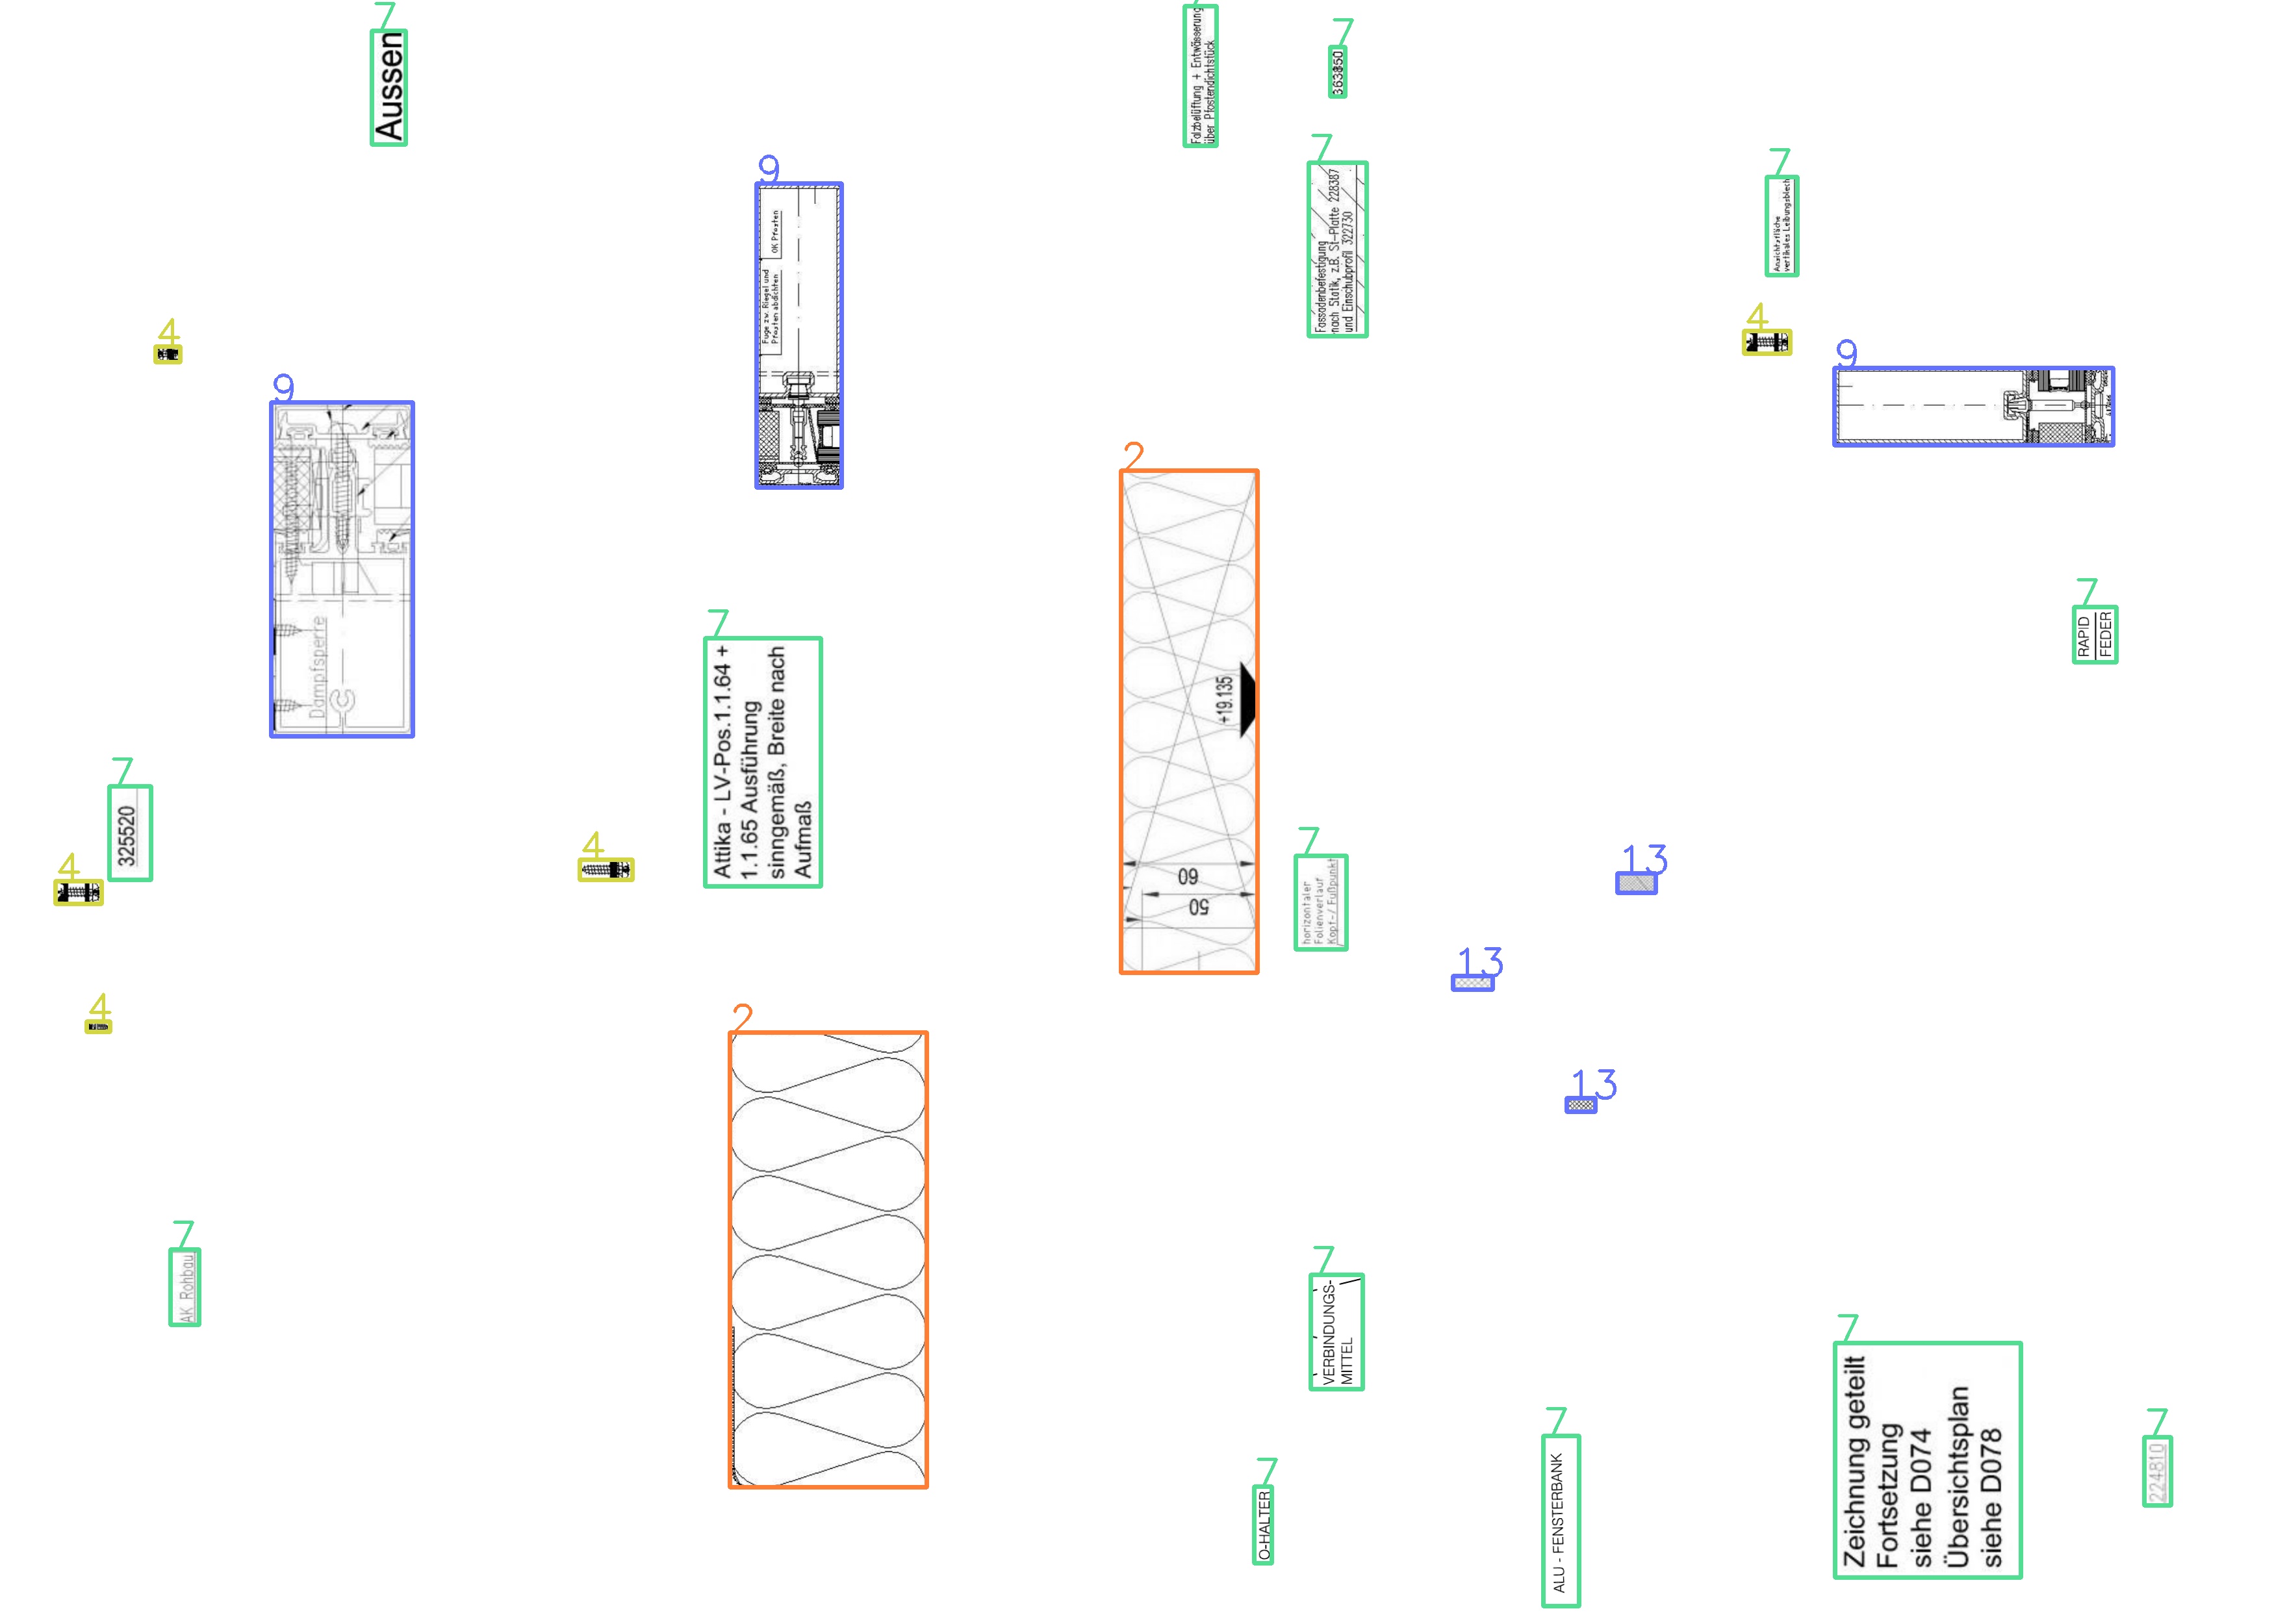 7
Aussen
7
Falzbelüftung + Entwässerung
über Pfostendichtstück
7
363850
7
Fassadenbefestigung
nach Statik, z.B. St-Platte 228387
und Einschubprofil 322730
7
Ansichtsfläche
vertikales Leibungsblech
9
Fuge zw. Riegel und
Pfosten abdichten
OK Pfosten
4
4
9
9
Dampfsperre
2
+19.135
60
50
7
RAPID
FEDER
7
Attika - LV-Pos.1.1.64 +
1.1.65 Ausführung
sinngemäß, Breite nach
Aufmaß
7
325520
4
4
7
horizontaler
Folienverlauf
Kopf-/ Fußpunkt
13
13
13
4
2
7
AK Rohbau
7
VERBINDUNGS-
MITTEL
7
O-HALTER
7
ALU - FENSTERBANK
7
Zeichnung geteilt
Fortsetzung
siehe D074
Übersichtsplan
siehe D078
7
224810